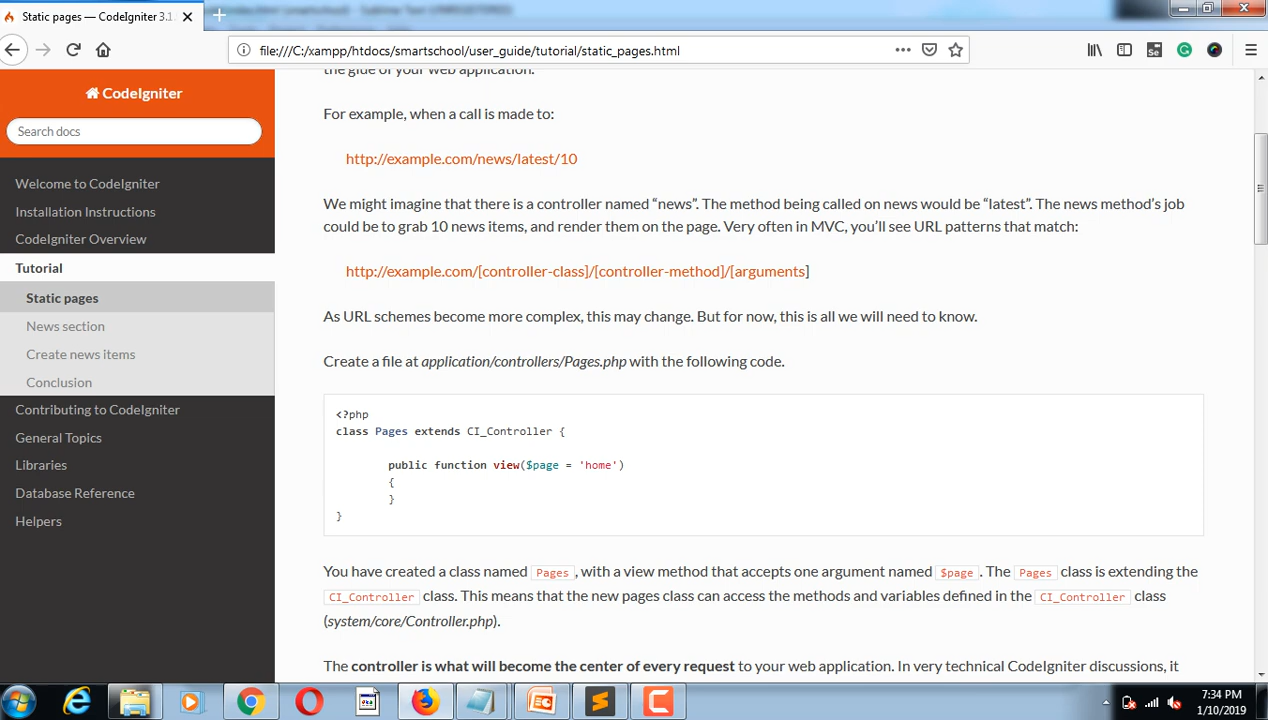 Static pages — CodeIgniter 3.1
file:///C:/xampp/htdocs/smartschool/user_guide/tutorial/static_pages.html
CodeIgniter
Search docs
Welcome to CodeIgniter
Installation Instructions
CodeIgniter Overview
Tutorial
Static pages
News section
Create news items
Conclusion
Contributing to CodeIgniter
General Topics
Libraries
Database Reference
Helpers
the glue of your web application.
For example, when a call is made to:
http://example.com/news/latest/10
We might imagine that there is a controller named “news”. The method being called on news would be “latest”. The news method’s job
could be to grab 10 news items, and render them on the page. Very often in MVC, you’ll see URL patterns that match:
http://example.com/[controller-class]/[controller-method]/[arguments]
As URL schemes become more complex, this may change. But for now, this is all we will need to know.
Create a file at application/controllers/Pages.php with the following code.
<?php
class Pages extends CI_Controller {
public function view($page = 'home')
{
}
}
You have created a class named Pages, with a view method that accepts one argument named $page. The Pages class is extending the
CI_Controller class. This means that the new pages class can access the methods and variables defined in the CI_Controller class
(system/core/Controller.php).
The controller is what will become the center of every request to your web application. In very technical CodeIgniter discussions, it
7:34 PM
1/10/2019